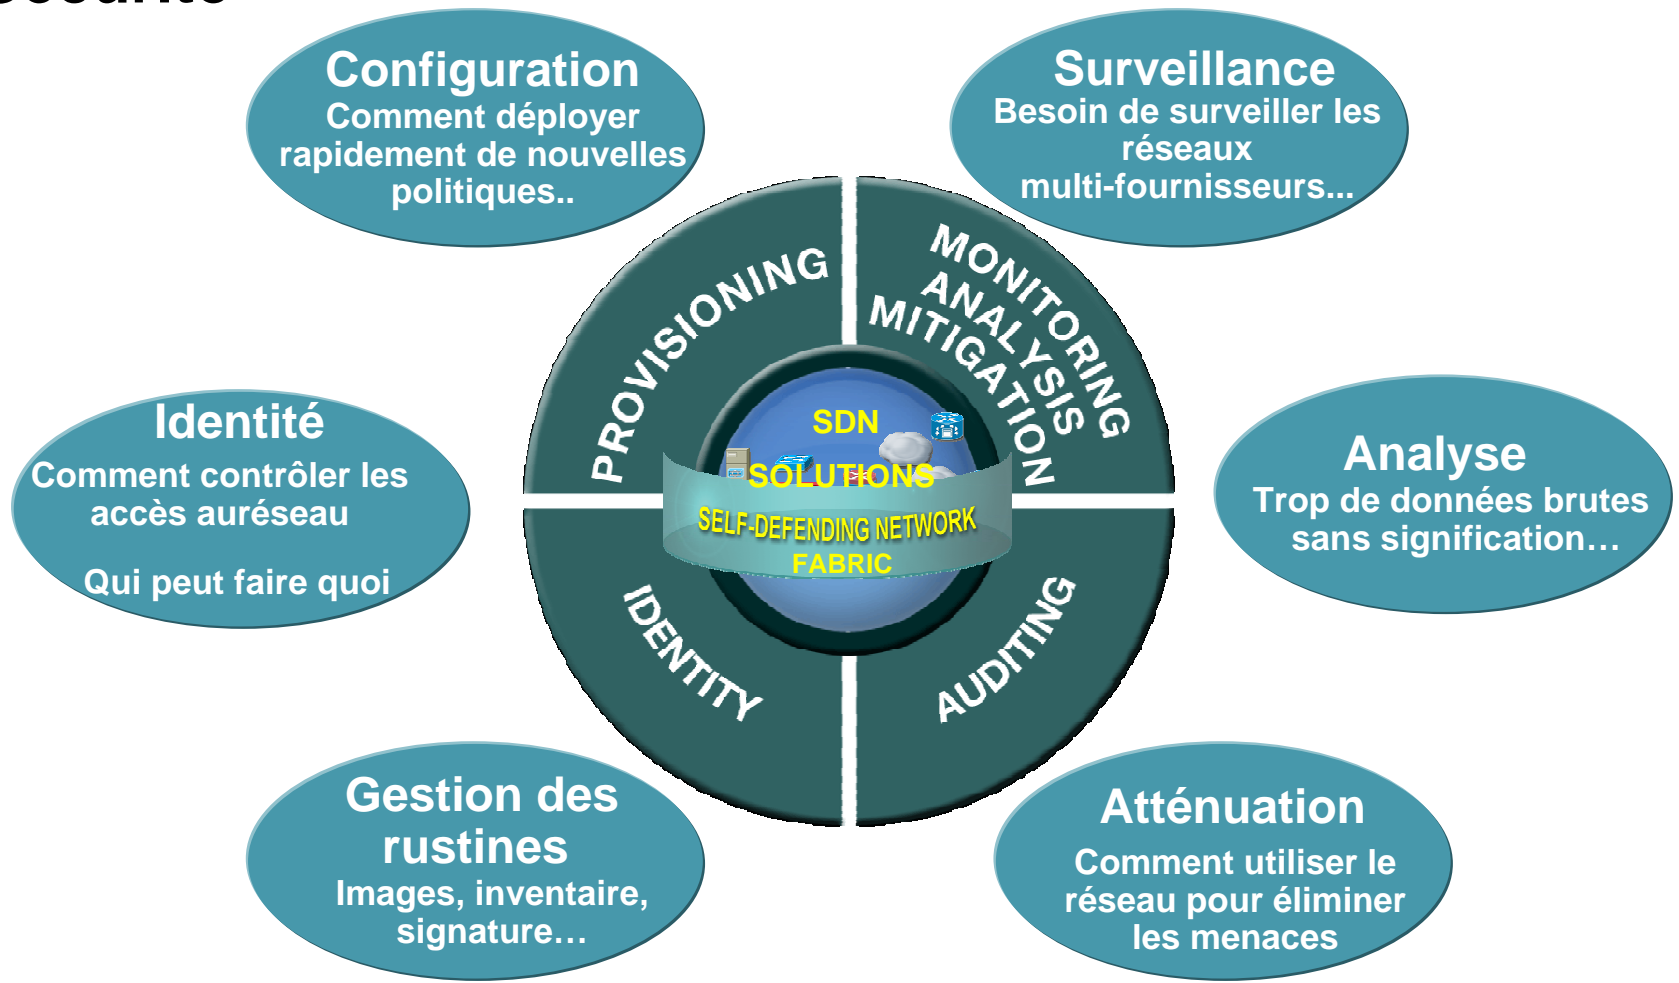 Configuration
Comment déployer
rapidement de nouvelles
politiques..
Surveillance
Besoin de surveiller les
réseaux
multi-fournisseurs...
PROVISIONING
MONITORING
ANALYSIS
MITIGATION
Identité
Comment contrôler les
accès auréseau
Qui peut faire quoi
SDN
SOLUTIONS
SELF-DEFENDING NETWORK
FABRIC
Analyse
Trop de données brutes
sans signification…
IDENTITY
AUDITING
Gestion des
rustines
Images, inventaire,
signature…
Atténuation
Comment utiliser le
réseau pour éliminer
les menaces